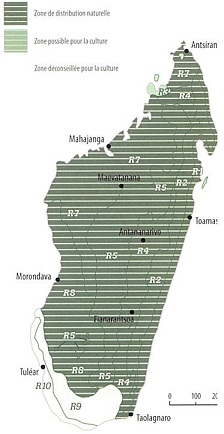 Zone de distribution naturelle
Zone possible pour la culture
Zone déconseillée pour la culture
Antsiran
R7
R4
R6
Mahajanga
R7
Maevatanana
R5
R2
R7
Toamas
Antananarivo
R5
R4
Morondava
R8
R2
Fianarantsoa
R5
Tuléar
R8
R5
R4
R10
R9
Taolagnaro
0
100
20